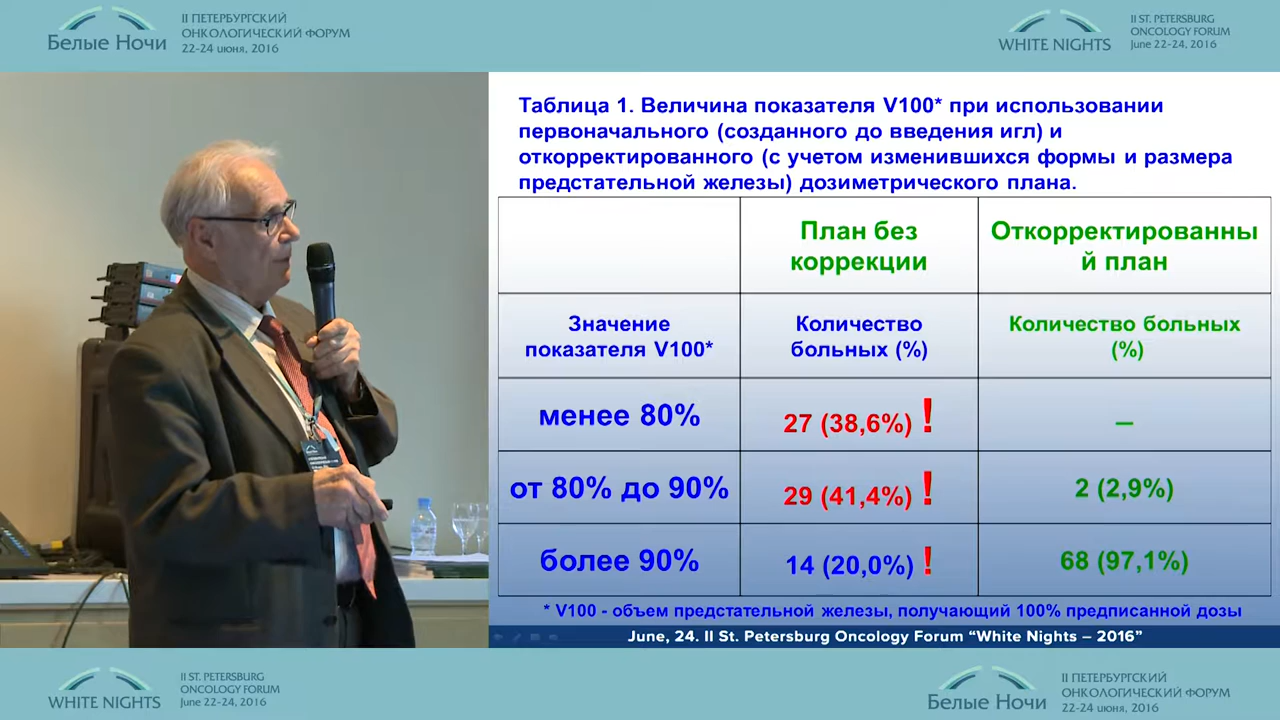 II ПЕТЕРБУРГСКИЙ
ОНКОЛОГИЧЕСКИЙ ФОРУМ
22-24 июня, 2016
Белые Ночи
WHITE NIGHTS
II ST. PETERSBURG
ONCOLOGY FORUM
June 22-24, 2016
Таблица 1. Величина показателя V100* при использовании
первоначального (созданного до введения игл) и
откорректированного (с учетом изменившихся формы и размера
предстательной железы) дозиметрического плана.
План без
коррекции
Откорректированны
й план
Значение
показателя V100*
Количество
больных (%)
Количество больных
(%)
менее 80%
27 (38,6%) !
–
от 80% до 90%
29 (41,4%) !
2 (2,9%)
более 90%
14 (20,0%) !
68 (97,1%)
* V100 - объем предстательной железы, получающий 100% предписанной дозы
June, 24. II St. Petersburg Oncology Forum “White Nights – 2016”
WHITE NIGHTS
II ST. PETERSBURG
ONCOLOGY FORUM
June 22-24, 2016
Белые Ночи
II ПЕТЕРБУРГСКИЙ
ОНКОЛОГИЧЕСКИЙ ФОРУМ
22-24 июня, 2016